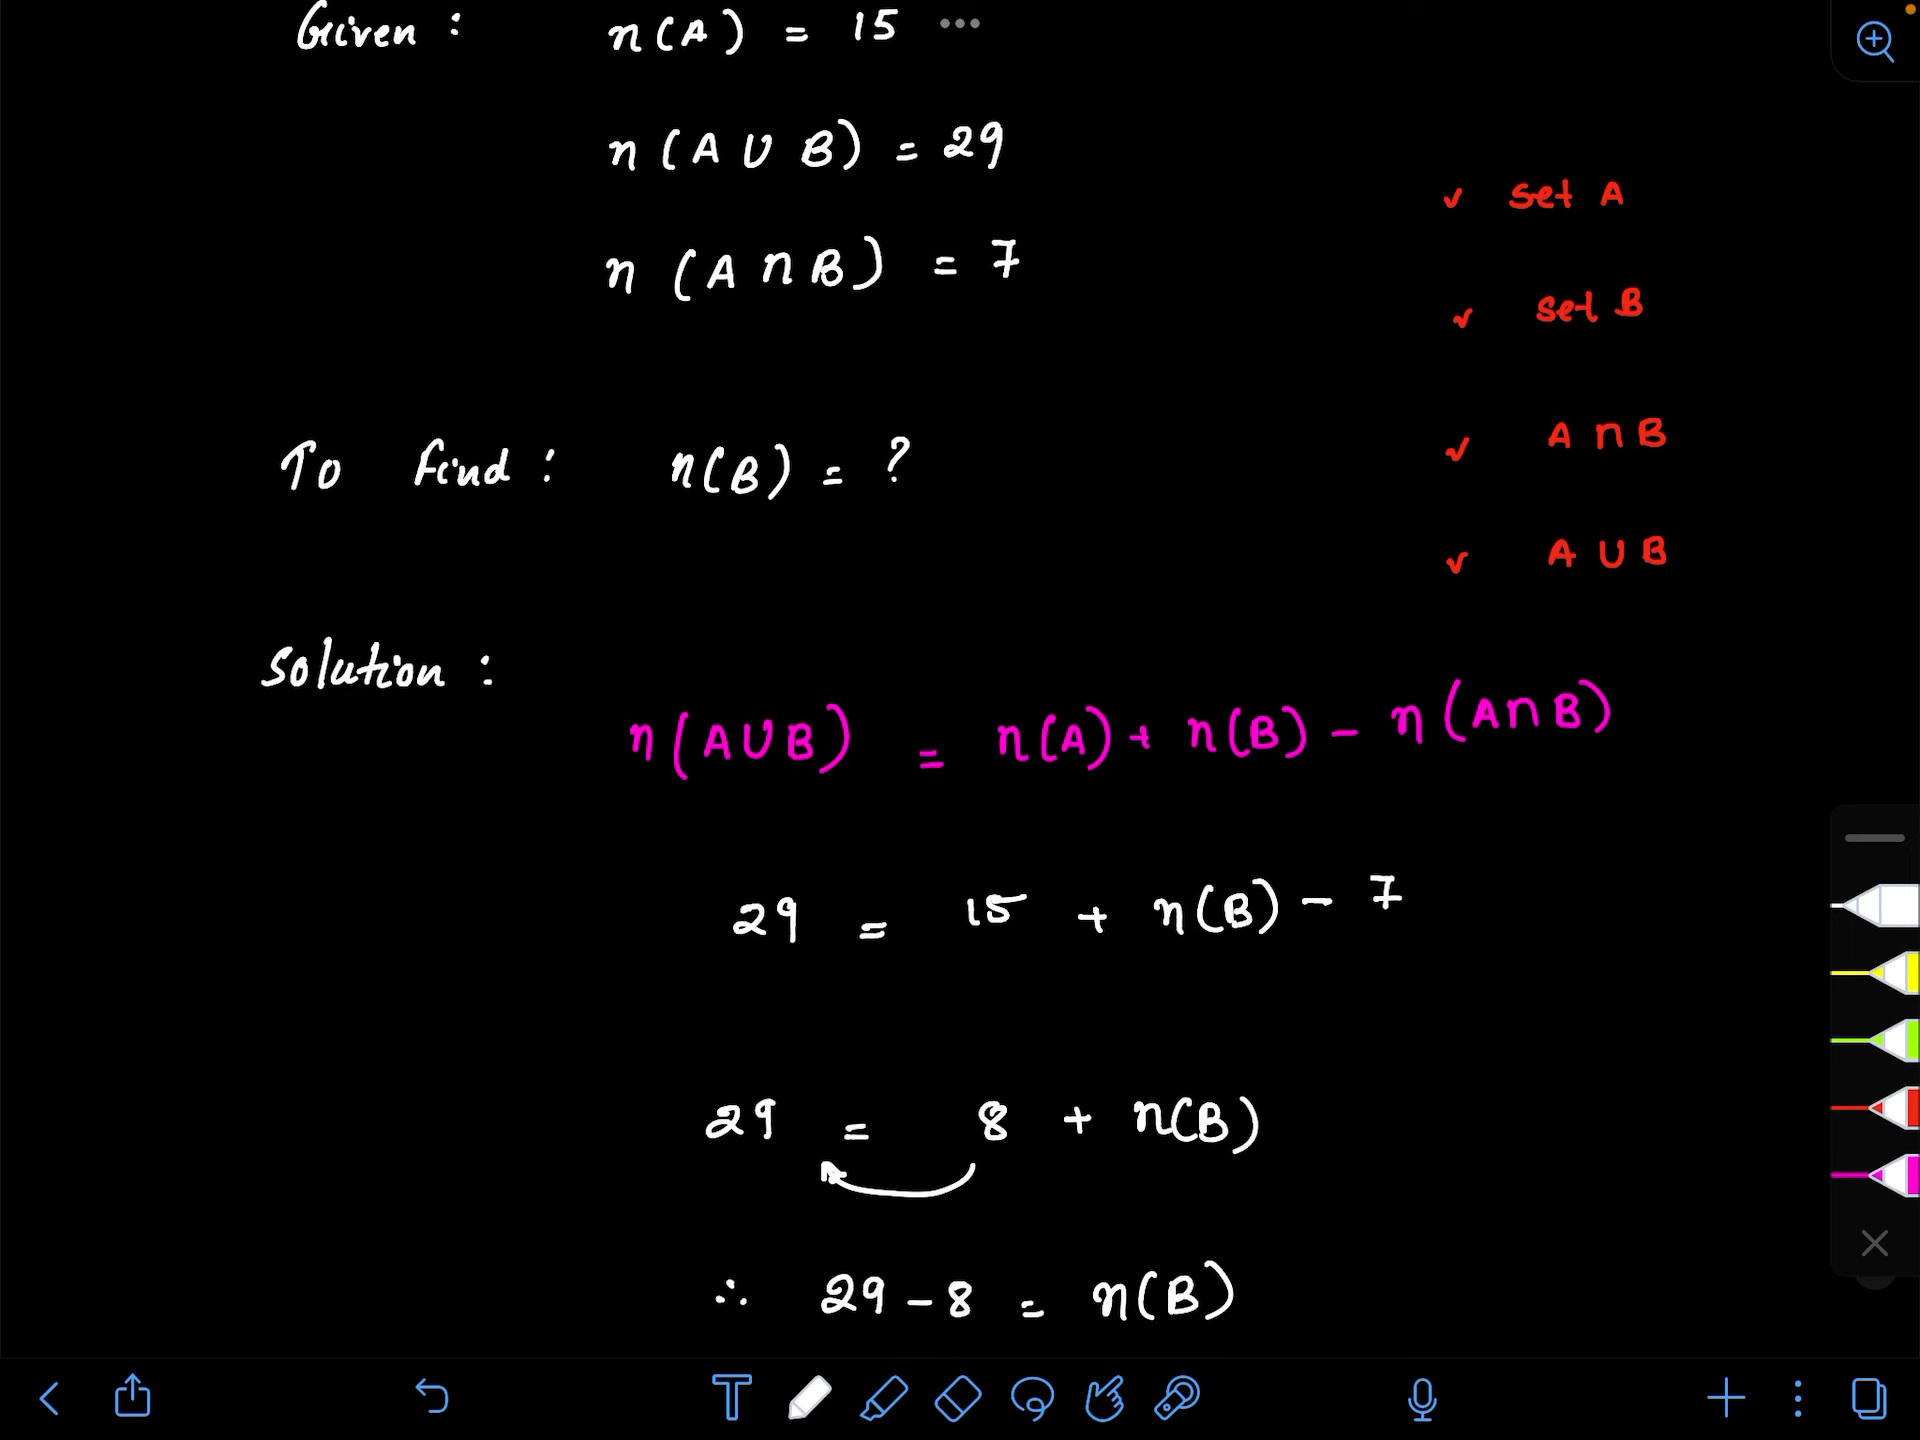 Given : n(A) = 15
n (A ∪ B) = 29
n (A ∩ B) = 7
To find : n(B) = ?
✓ Set A
✓ Set B
✓ A ∩ B
✓ A ∪ B
Solution :
n(A∪B) = n(A) + n(B) - n(A∩B)
29 = 15 + n(B) - 7
29 = 8 + n(B)
∴ 29 - 8 = n(B)